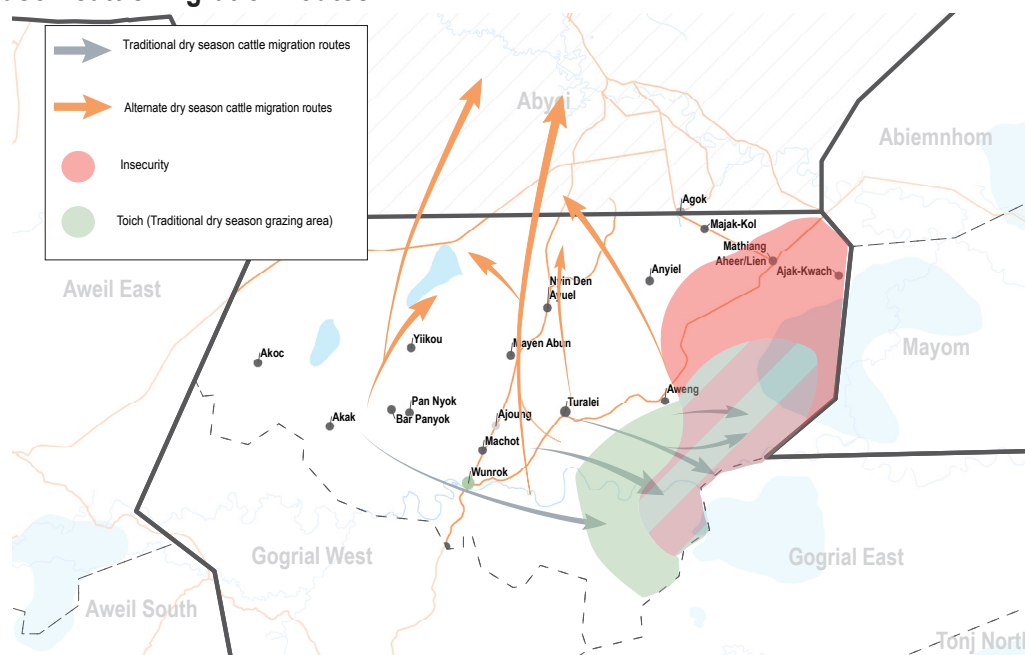 Traditional dry season cattle migration routes
Alternate dry season cattle migration routes
Insecurity
Toich (Traditional dry season grazing area)
Abyei
Abiemnhom
Agok
Majak-Kol
Mathiang
Aheer/Lien
Ajak-Kwach
Anyiel
Aweil East
Nyin Den
Ayuel
Mayom
Yiikou
Mayen Abun
Akoc
Aweng
Pan Nyok
Bar Panyok
Turalei
Akak
Ajoung
Machot
Wunrok
Gogrial West
Gogrial East
Aweil South
Tonj North